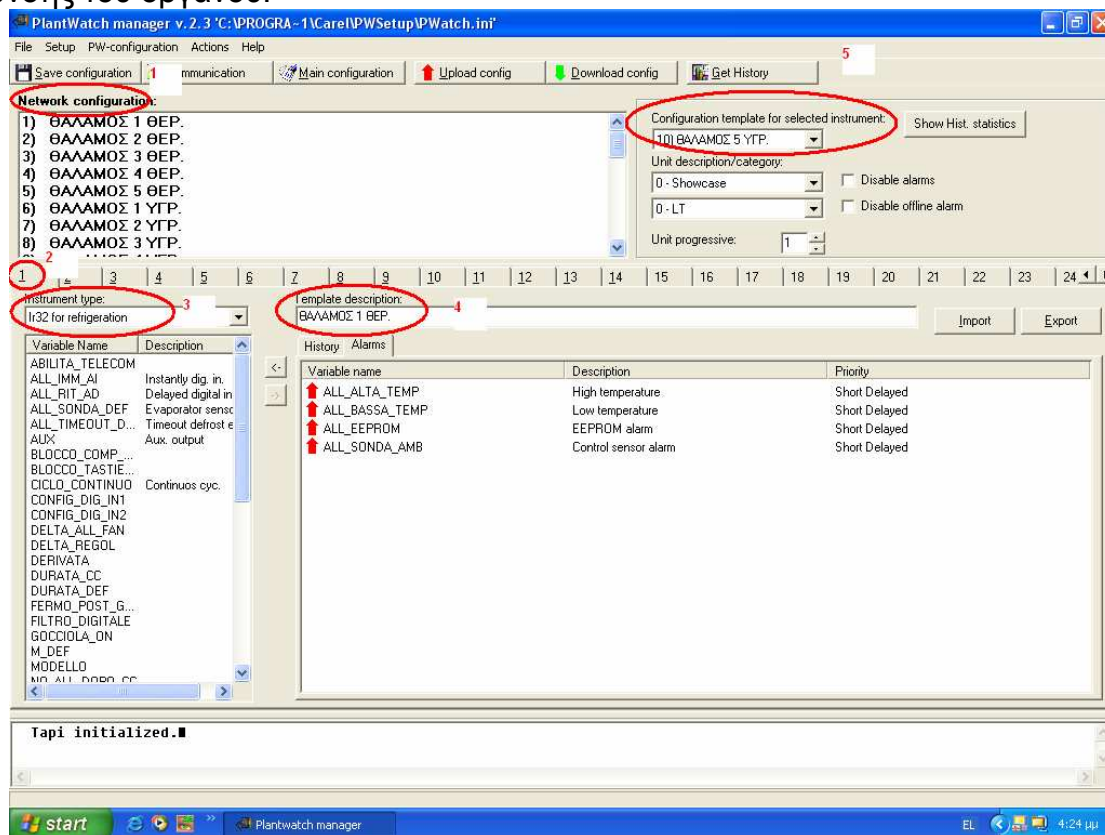 PlantWatch manager v. 2. 3 'C:\PROGRA~1\Carel\PWSetup\PWatch.ini'
File Setup PW-configuration Actions Help
5
Save configuration 1 mmunication Main configuration Upload config Download config Get History
Network configuration:
1) ΘΑΛΑΜΟΣ 1 ΘΕΡ.
2) ΘΑΛΑΜΟΣ 2 ΘΕΡ.
3) ΘΑΛΑΜΟΣ 3 ΘΕΡ.
4) ΘΑΛΑΜΟΣ 4 ΘΕΡ.
5) ΘΑΛΑΜΟΣ 5 ΘΕΡ.
6) ΘΑΛΑΜΟΣ 1 ΥΓΡ.
7) ΘΑΛΑΜΟΣ 2 ΥΓΡ.
8) ΘΑΛΑΜΟΣ 3 ΥΓΡ.
Configuration template for selected instrument:
10) ΘΑΛΑΜΟΣ 5 ΥΓΡ.
Show Hist. statistics
Unit description/category:
0 - Showcase
Disable alarms
0 - LT
Disable offline alarm
Unit progressive: 1
2
1 2 3 4 5 6 7 8 9 10 11 12 13 14 15 16 17 18 19 20 21 22 23 24
Instrument type:
3
Ir32 for refrigeration
Template description:
4
ΘΑΛΑΜΟΣ 1 ΘΕΡ.
Import Export
Variable Name Description
ABILITA_TELECOM
ALL_IMM_AI Instantly dig. in.
ALL_RIT_AD Delayed digital in
ALL_SONDA_DEF Evaporator sensc
ALL_TIMEOUT_D... Timeout defrost e
AUX Aux. output
BLOCCO_COMP_...
BLOCCO_TASTIE...
CICLO_CONTINUO Continuos cyc.
CONFIG_DIG_IN1
CONFIG_DIG_IN2
DELTA_ALL_FAN
DELTA_REGOL
DERIVATA
DURATA_CC
DURATA_DEF
FERMO_POST_G...
FILTRO_DIGITALE
GOCCIOLA_ON
M_DEF
MODELLO
<-
->
History Alarms
Variable name Description Priority
ALL_ALTA_TEMP High temperature Short Delayed
ALL_BASSA_TEMP Low temperature Short Delayed
ALL_EEPROM EEPROM alarm Short Delayed
ALL_SONDA_AMB Control sensor alarm Short Delayed
Tapi initialized.
start Plantwatch manager EL 4:24 μμ